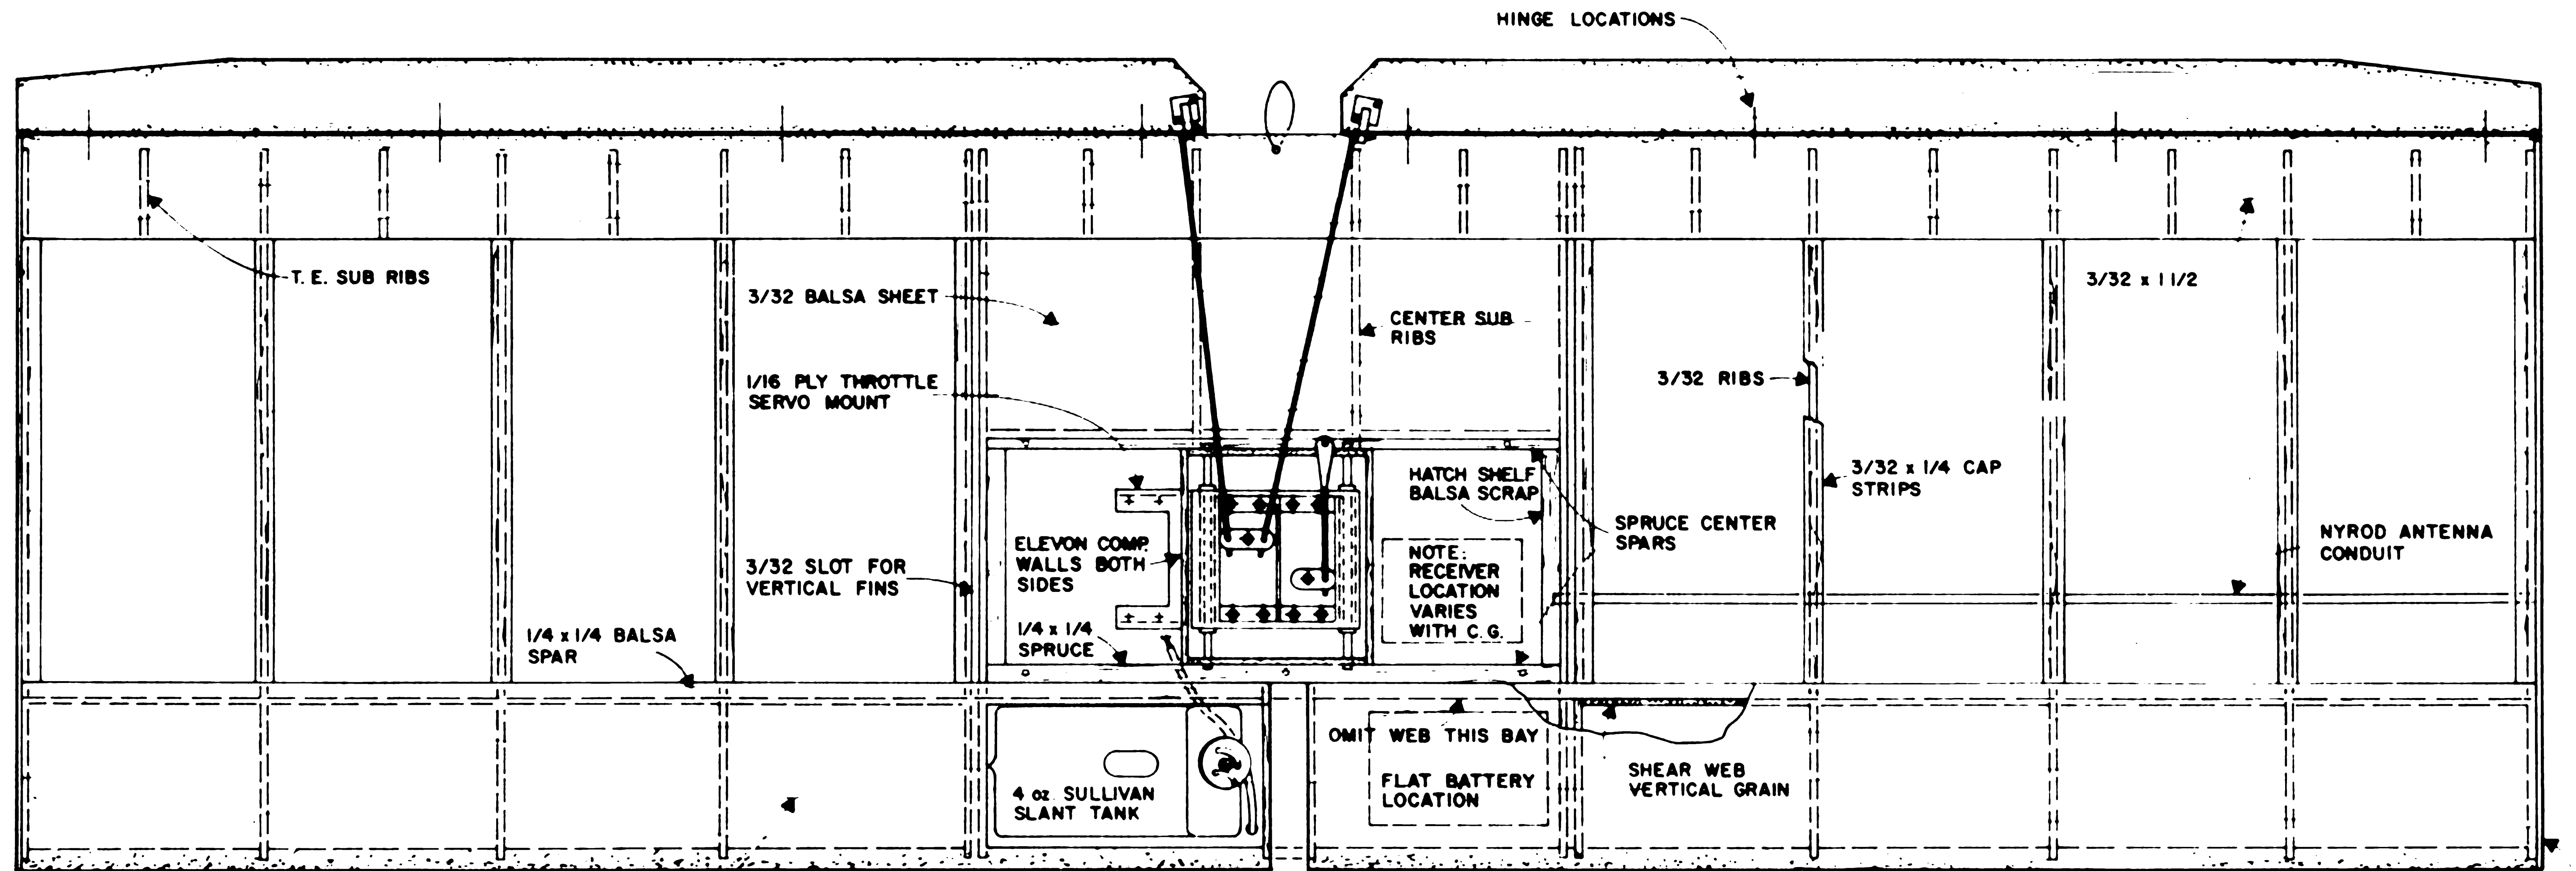 HINGE LOCATIONS
T. E. SUB RIBS
3/32 BALSA SHEET
CENTER SUB
RIBS
3/32 x 1 1/2
1/16 PLY THROTTLE
SERVO MOUNT
3/32 RIBS
HATCH SHELF
BALSA SCRAP
3/32 x 1/4 CAP
STRIPS
SPRUCE CENTER
SPARS
NYROD ANTENNA
CONDUIT
ELEVON COMP.
WALLS BOTH
SIDES
NOTE:
RECEIVER
LOCATION
VARIES
WITH C.G.
3/32 SLOT FOR
VERTICAL FINS
1/4 x 1/4 BALSA
SPAR
1/4 x 1/4
SPRUCE
OMIT WEB THIS BAY
4 oz. SULLIVAN
SLANT TANK
FLAT BATTERY
LOCATION
SHEAR WEB
VERTICAL GRAIN